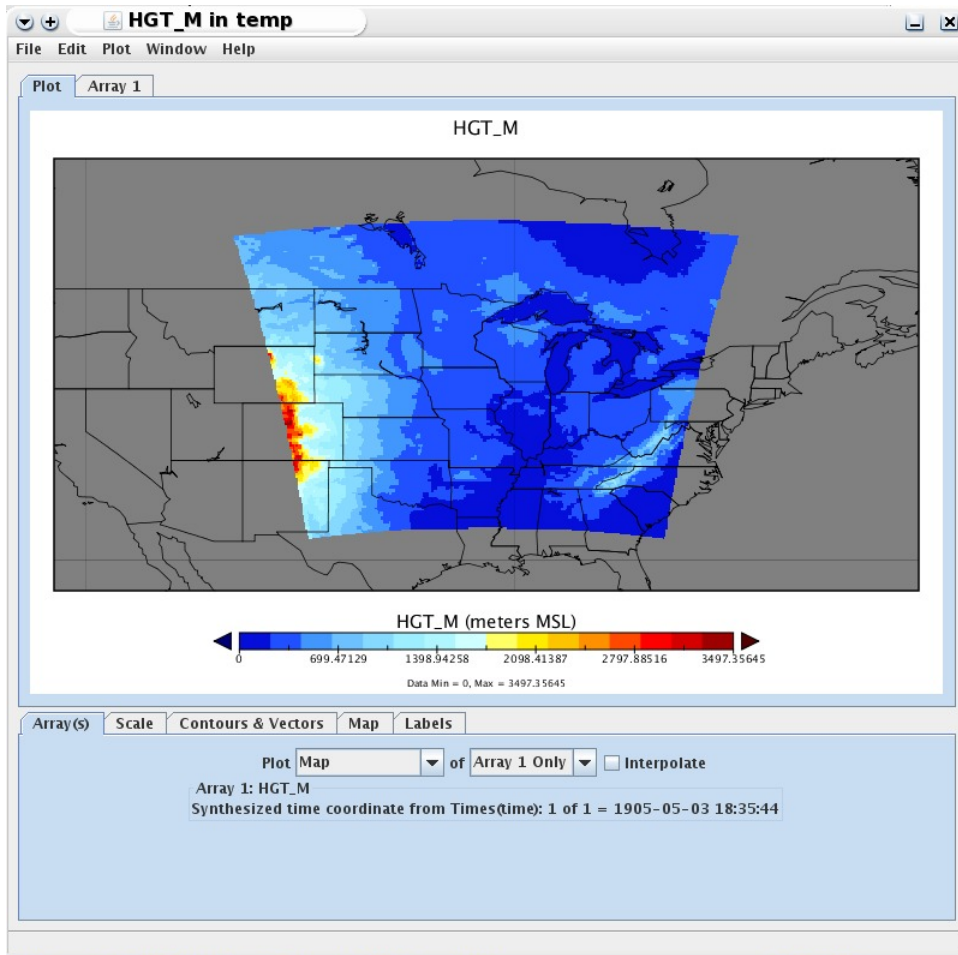 HGT_M in temp
File Edit Plot Window Help
Plot Array 1
HGT_M
HGT_M (meters MSL)
0 699.47129 1398.94258 2098.41387 2797.88516 3497.35645
Data Min = 0, Max = 3497.35645
Array(s) Scale Contours & Vectors Map Labels
Plot Map of Array 1 Only Interpolate
Array 1: HGT_M
Synthesized time coordinate from Times(time): 1 of 1 = 1905-05-03 18:35:44